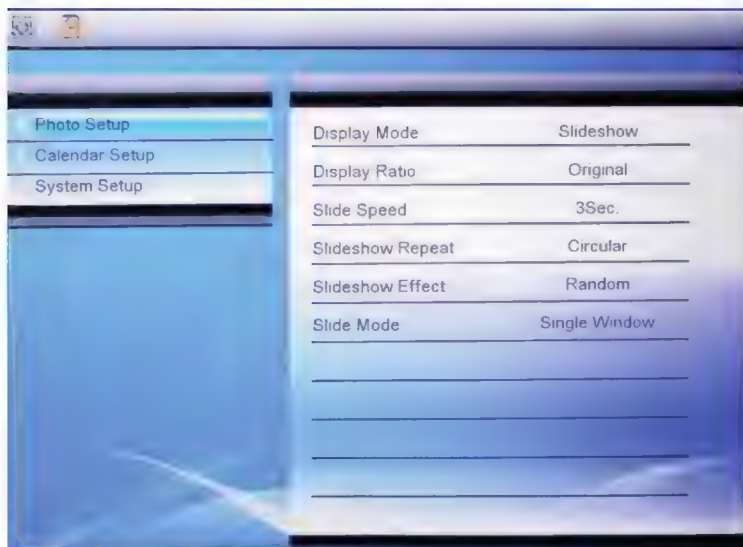 Photo Setup
Calendar Setup
System Setup
Display Mode Slideshow
Display Ratio Original
Slide Speed 3Sec.
Slideshow Repeat Circular
Slideshow Effect Random
Slide Mode Single Window